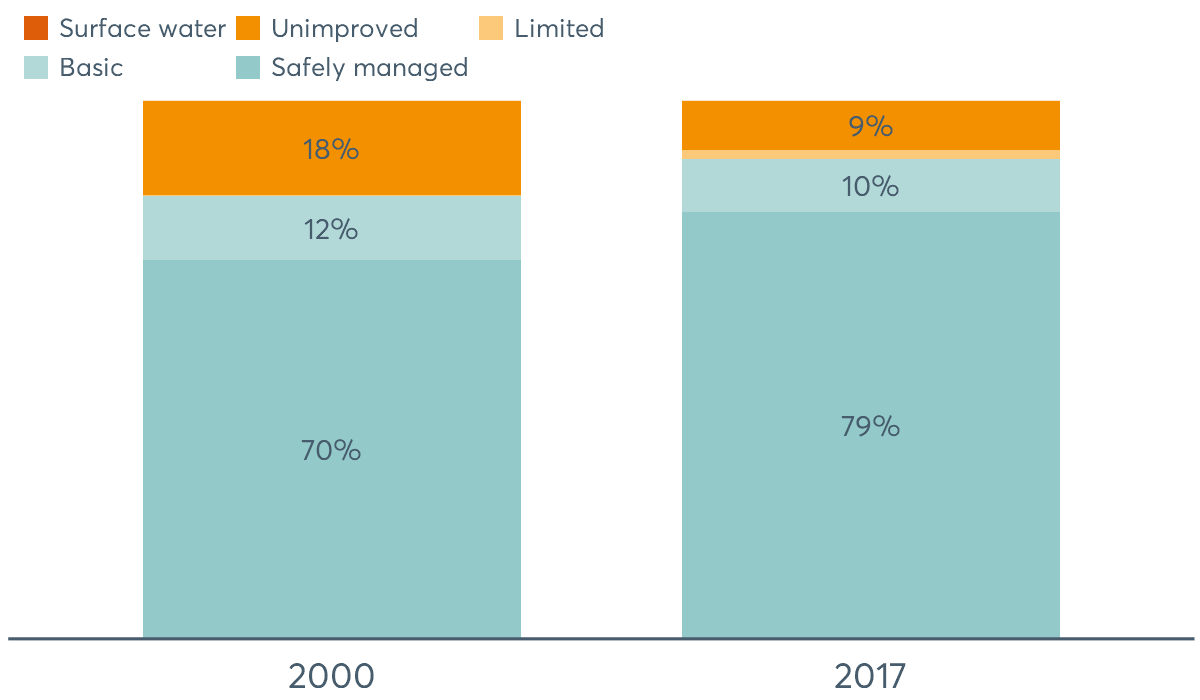 Surface water Unimproved Limited
Basic Safely managed
18% 9%
12% 10%
70% 79%
2000 2017